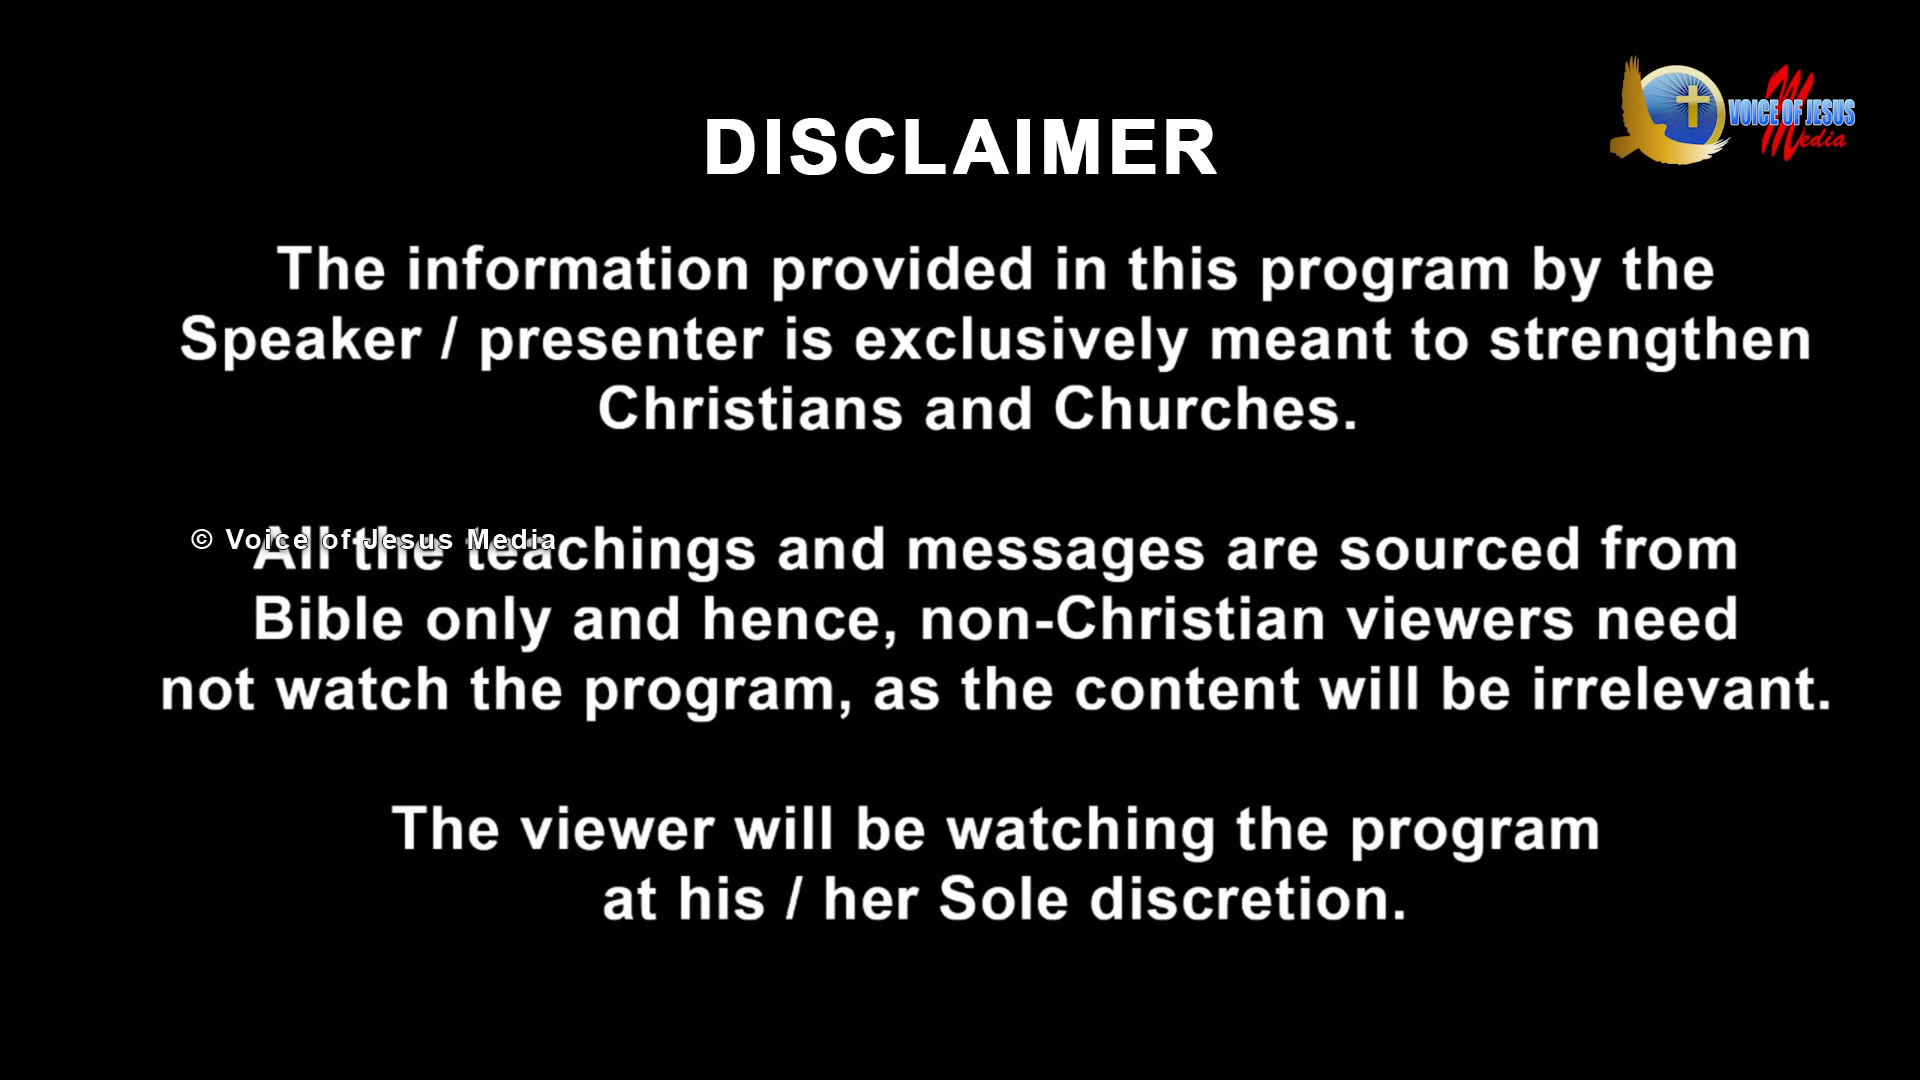 VOICE OF JESUS
Media
DISCLAIMER
The information provided in this program by the
Speaker / presenter is exclusively meant to strengthen
Christians and Churches.
© Voice of Jesus Media
All the teachings and messages are sourced from
Bible only and hence, non-Christian viewers need
not watch the program, as the content will be irrelevant.
The viewer will be watching the program
at his / her Sole discretion.